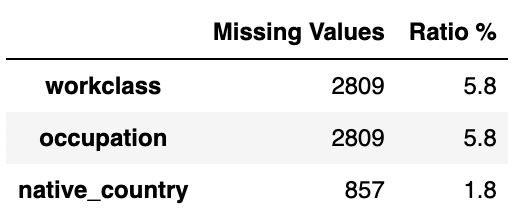 Missing Values Ratio %
workclass 2809 5.8
occupation 2809 5.8
native_country 857 1.8